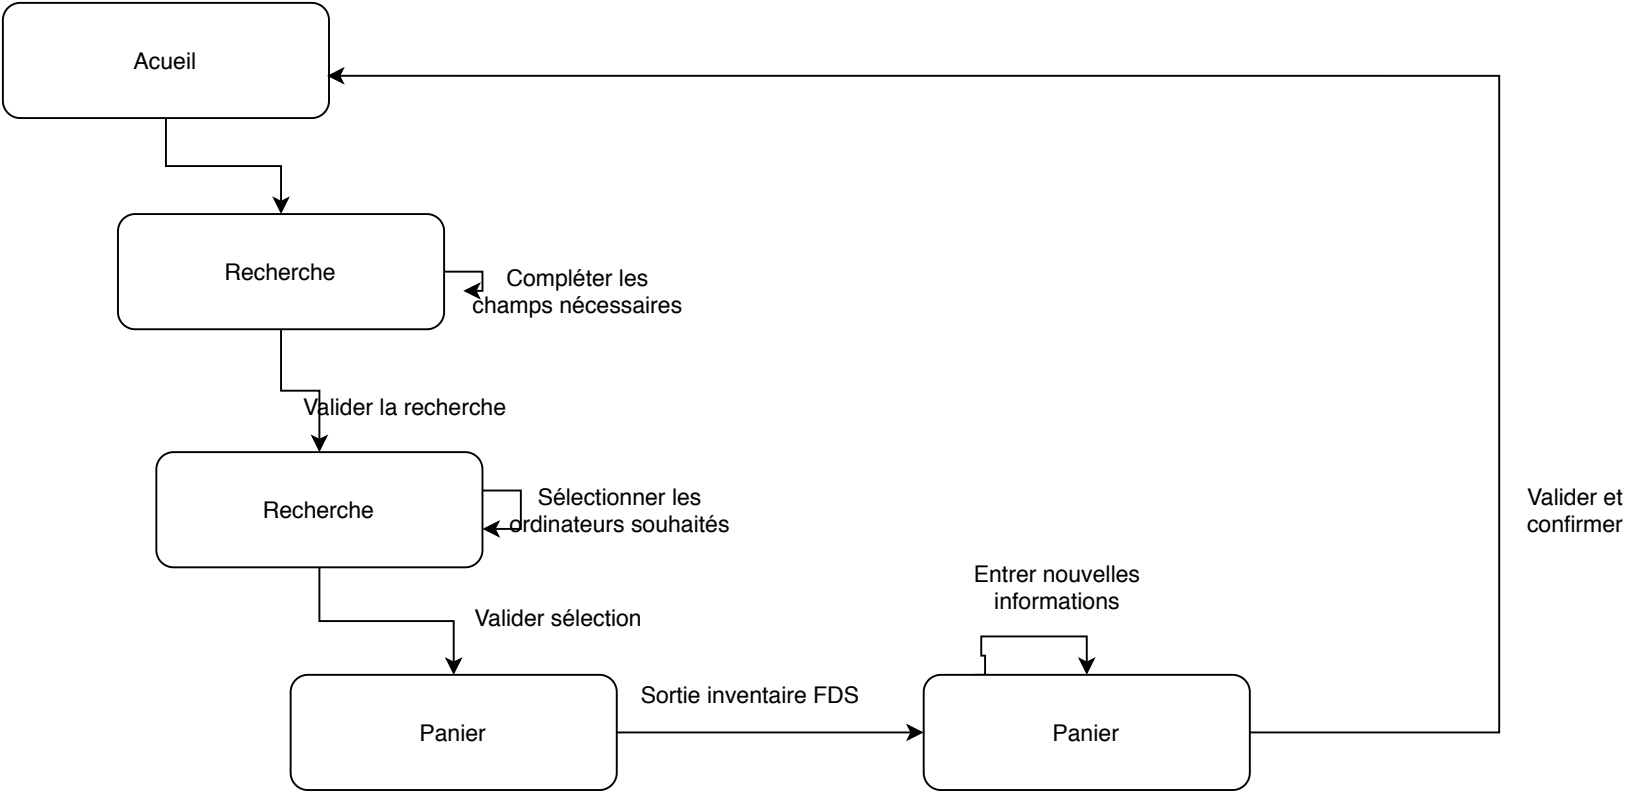 Acueil
Recherche
Compléter les
champs nécessaires
Valider la recherche
Recherche
Sélectionner les
ordinateurs souhaités
Valider et
confirmer
Entrer nouvelles
informations
Valider sélection
Sortie inventaire FDS
Panier
Panier